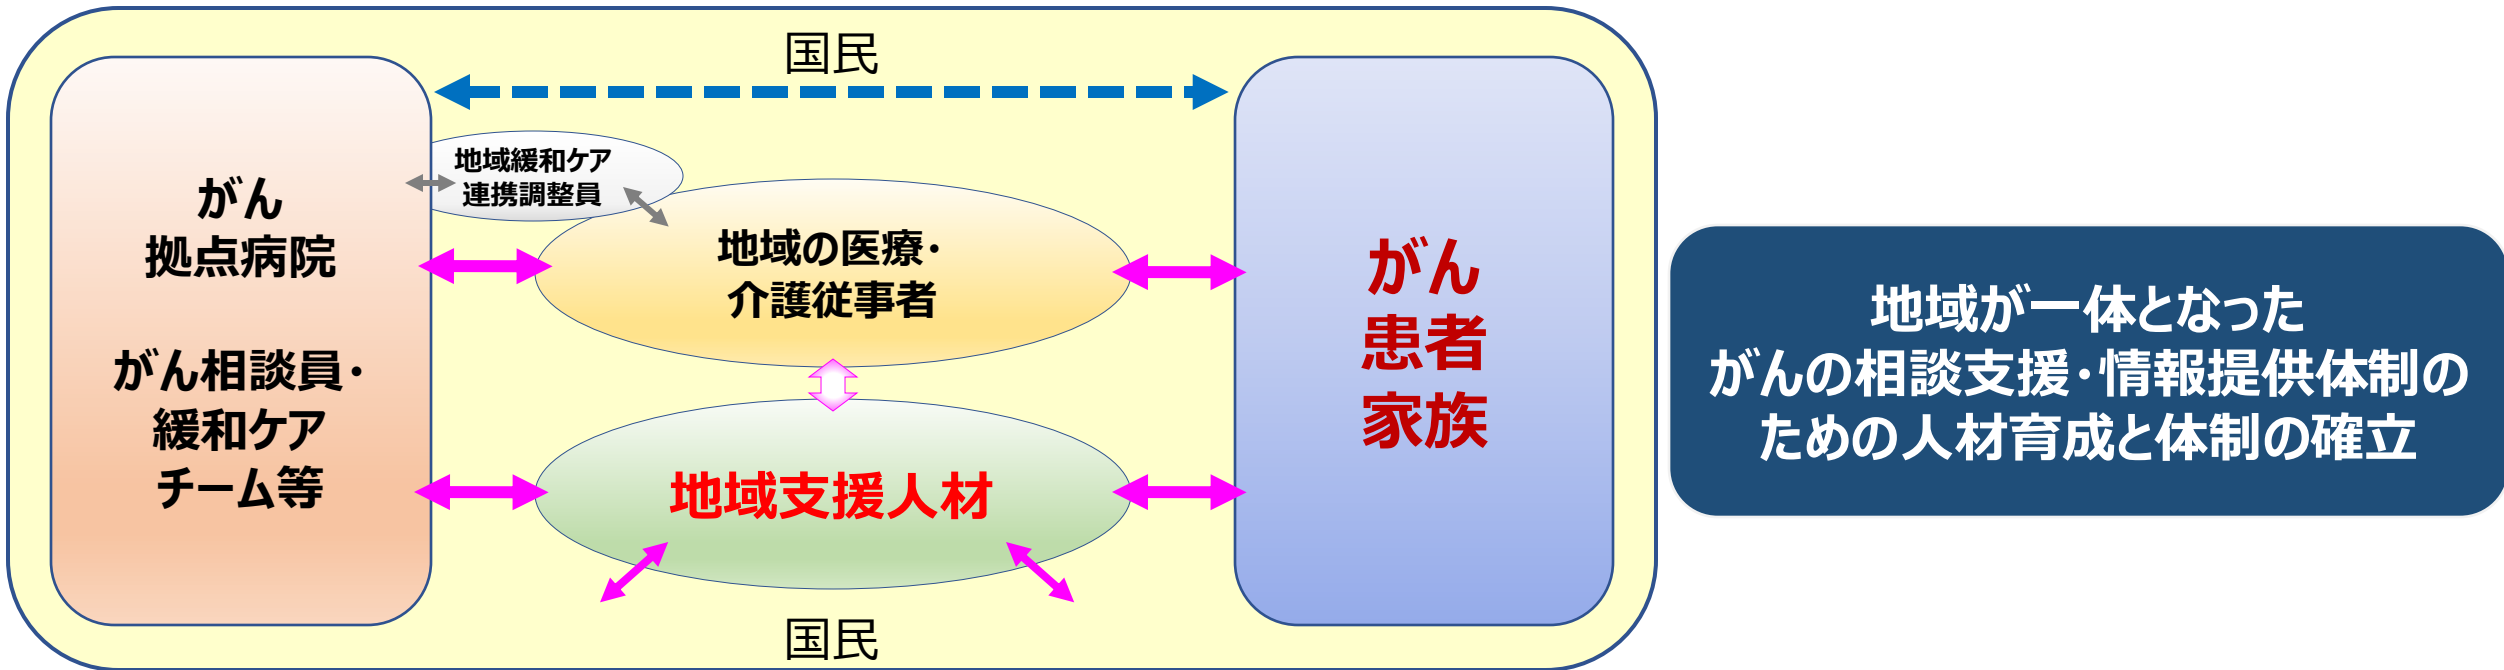 国民
地域緩和ケア
連携調整員
がん
拠点病院
がん相談員・
緩和ケア
チーム等
地域の医療・
介護従事者
地域支援人材
がん
患者
家族
国民
地域が一体となった
がんの相談支援・情報提供体制の
ための人材育成と体制の確立